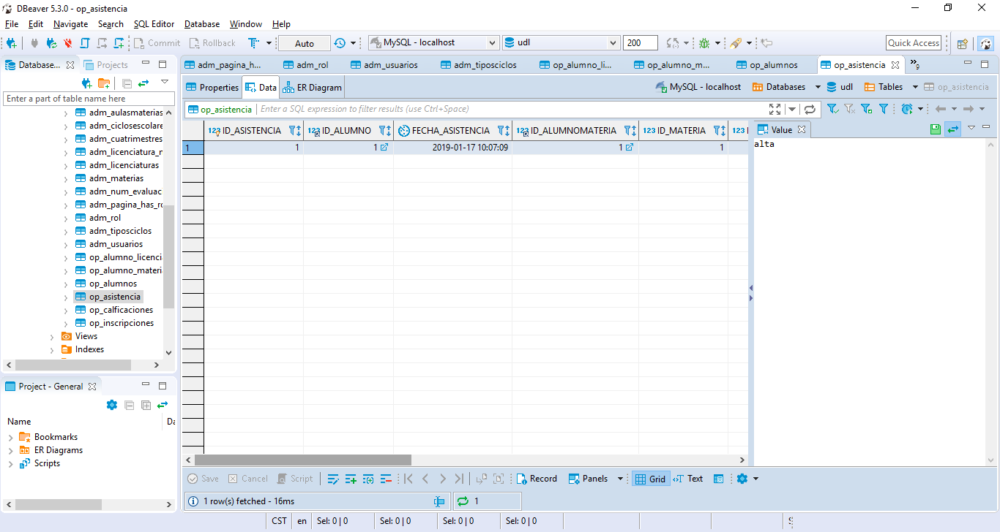 DBeaver 5.3.0 - op_asistencia
File Edit Navigate Search SQL Editor Database Window Help
Commit Rollback Auto MySQL - localhost udl 200 Quick Access
Database... Projects
Enter a part of table name here
adm_aulasmaterias
adm_ciclosescolare
adm_cuatrimestres
adm_licenciatura_
adm_licenciaturas
adm_materias
adm_num_evaluac
adm_pagina_has_ro
adm_rol
adm_tiposciclos
adm_usuarios
op_alumno_licenci
op_alumno_materi
op_alumnos
op_asistencia
op_calficaciones
op_inscripciones
Views
Indexes
Project - General
Name Da
Bookmarks
ER Diagrams
Scripts
adm_pagina_h... adm_rol adm_usuarios adm_tiposciclos op_alumno_li... op_alumno_m... op_alumnos op_asistencia »9
Properties Data ER Diagram MySQL - localhost Databases udl Tables op_asistencia
op_asistencia Enter a SQL expression to filter results (use Ctrl+Space)
123 ID_ASISTENCIA 123 ID_ALUMNO FECHA_ASISTENCIA 123 ID_ALUMNOMATERIA 123 ID_MATERIA 123
1 1 1 2019-01-17 10:07:09 1 1
Value
alta
Save Cancel Script Record Panels Grid Text
1 row(s) fetched - 16ms 1
CST en Sel: 0 | 0 Sel: 0 | 0 Sel: 0 | 0 Sel: 0 | 0